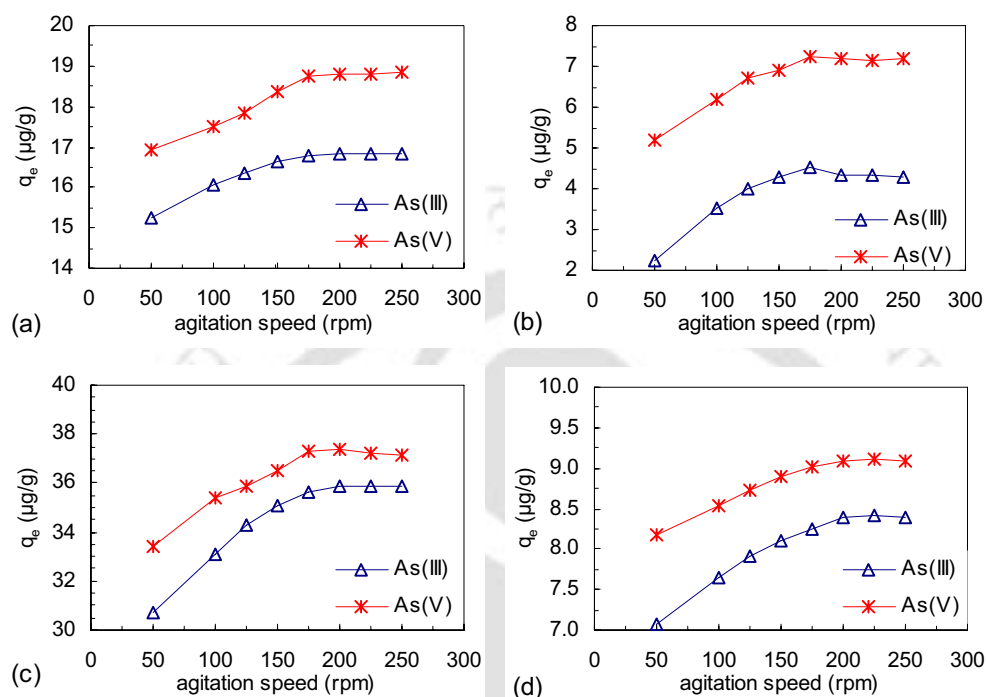 20
19
18
17
16
15
14
qe (µg/g)
As(III)
As(V)
0 50 100 150 200 250 300
agitation speed (rpm)
(a)
8
7
6
5
4
3
2
qe (µg/g)
As(III)
As(V)
0 50 100 150 200 250 300
agitation speed (rpm)
(b)
40
38
36
34
32
30
qe (µg/g)
As(III)
As(V)
0 50 100 150 200 250 300
agitation speed (rpm)
(c)
10.0
9.5
9.0
8.5
8.0
7.5
7.0
qe (µg/g)
As(III)
As(V)
0 50 100 150 200 250 300
agitation speed (rpm)
(d)